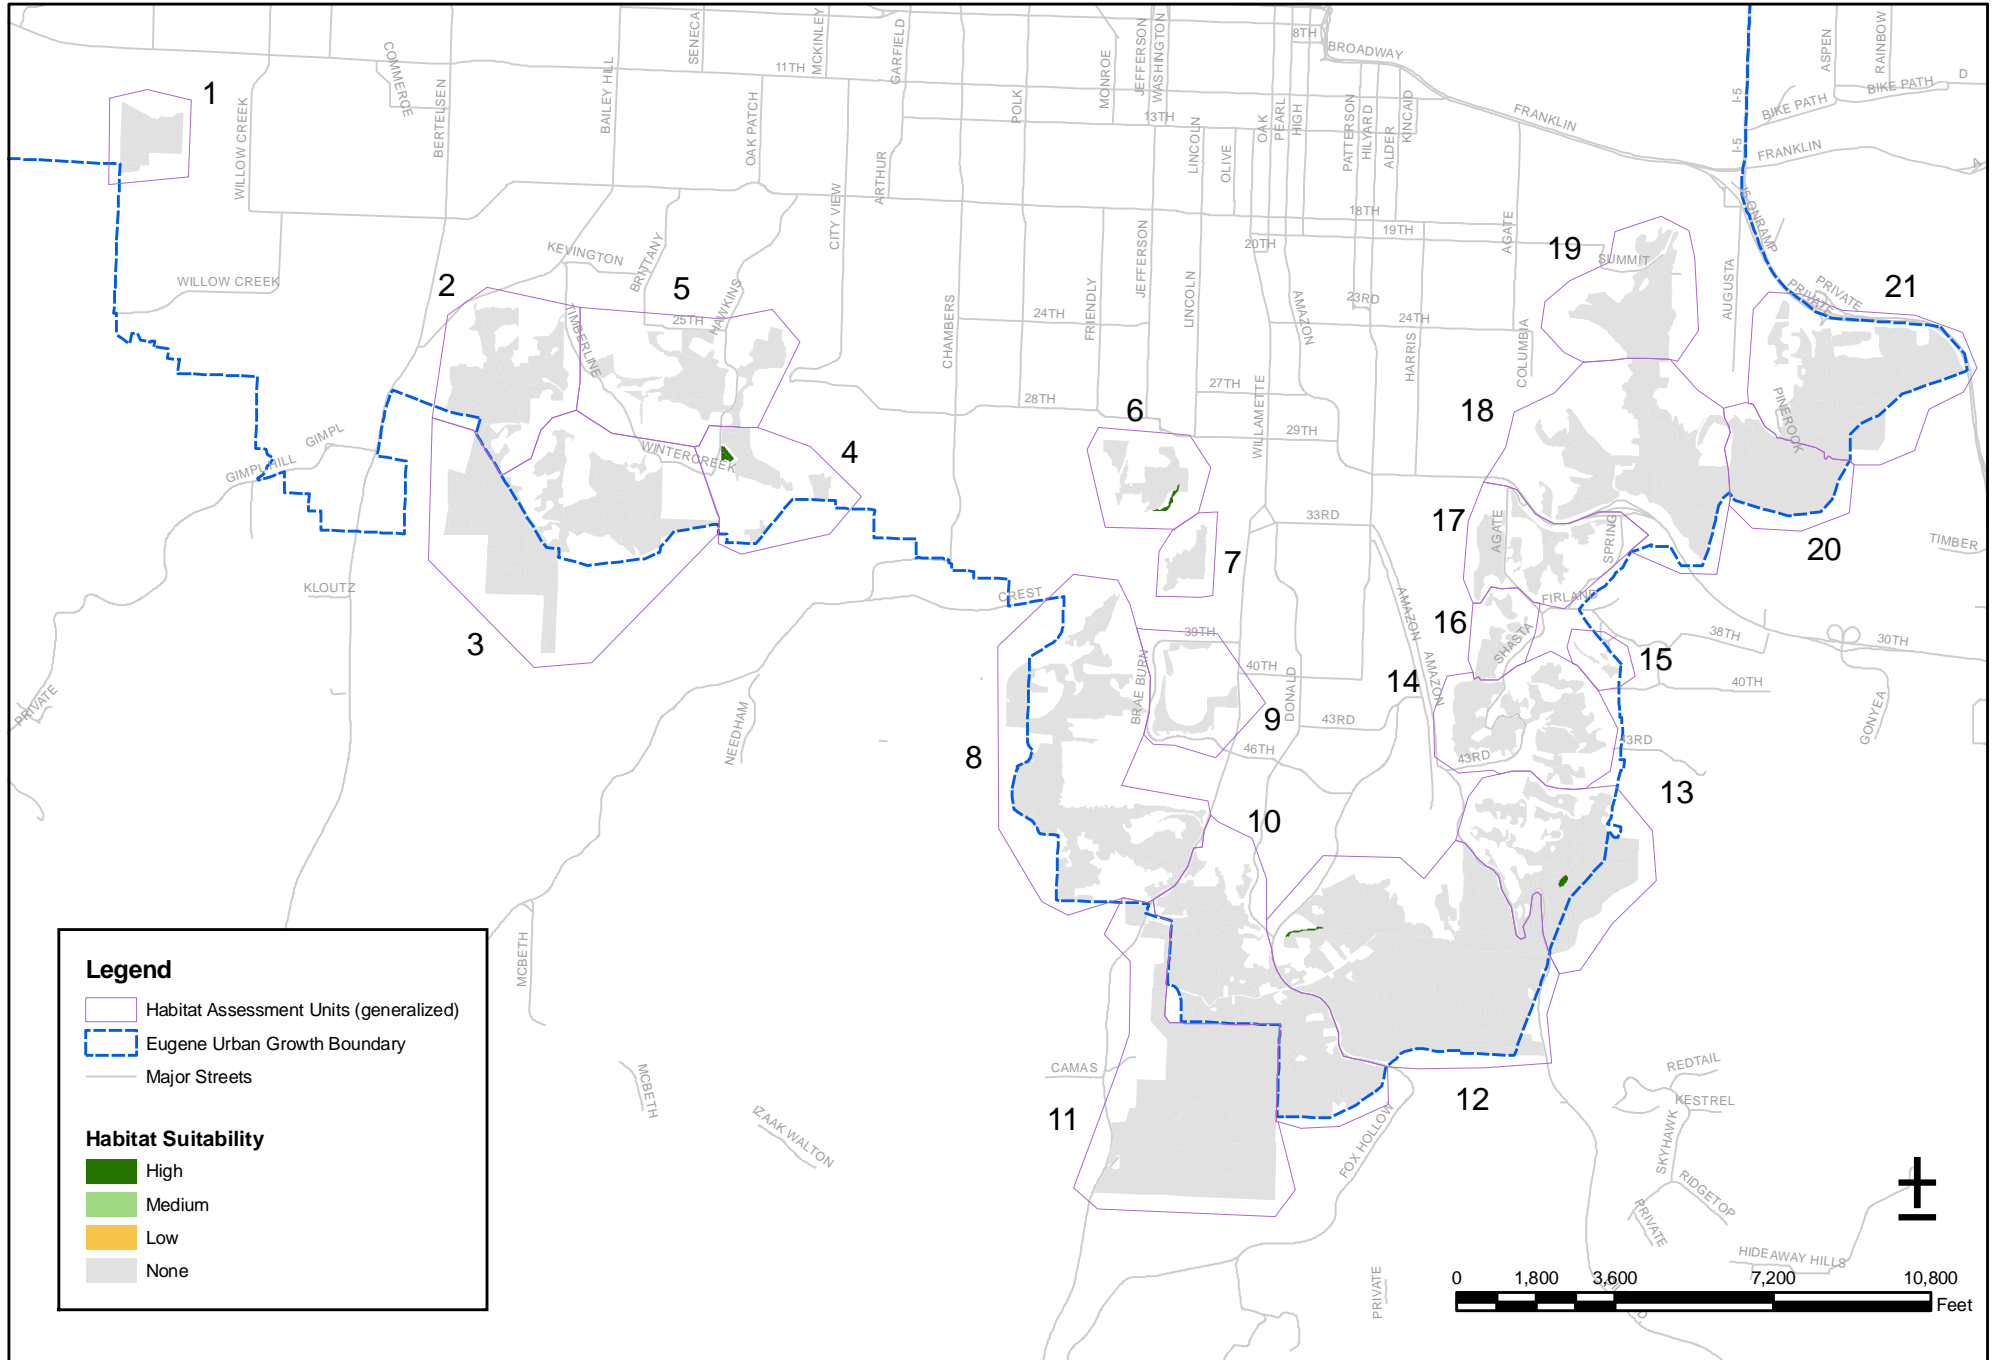 SENECA
MCKINLEY
GARFIELD
JEFFERSON
WASHINGTON
8TH
BROADWAY
ASPEN
RAINBOW
COMMERCE
BERTELSEN
BAILEY HILL
11TH
MONROE
D
BIKE PATH
BIKE PATH
1
WILLOW CREEK
OAK PATCH
POLK
13TH
OAK
PEARL
HIGH
PATTERSON
HILYARD
ALDER
KINCAID
FRANKLIN
I-5
I-5
FRANKLIN
A
ARTHUR
LINCOLN
OLIVE
CITY VIEW
18TH
19TH
20TH
AGATE
I5 ONRAMP
KEVINGTON
BRITTANY
WILLOW CREEK
2
5
HAWKINS
25TH
TIMBERLINE
CHAMBERS
24TH
FRIENDLY
JEFFERSON
LINCOLN
AMAZON
23RD
24TH
HARRIS
COLUMBIA
19
SUMMIT
AUGUSTA
PRIVATE
PRIVATE
21
28TH
27TH
6
29TH
WILLAMETTE
18
PINEROCK
GIMPL
GIMPL HILL
WINTERCREEK
4
33RD
7
17
AGATE
SPRING
20
TIMBER
KLOUTZ
CREST
3
39TH
BRAE BURN
40TH
DONALD
AMAZON
AMAZON
16
SHASTA
FIRLAND
38TH
30TH
15
40TH
14
PRIVATE
NEEDHAM
8
9
43RD
46TH
43RD
43RD
GONYEA
13
10
MCBETH
MCBETH
IZAAK WALTON
CAMAS
11
12
FOX HOLLOW
REDTAIL
KESTREL
SKYHAWK
RIDGETOP
PRIVATE
HIDEAWAY HILLS
PRIVATE
Legend
Habitat Assessment Units (generalized)
Eugene Urban Growth Boundary
Major Streets
Habitat Suitability
High
Medium
Low
None
0 1,800 3,600 7,200 10,800
Feet